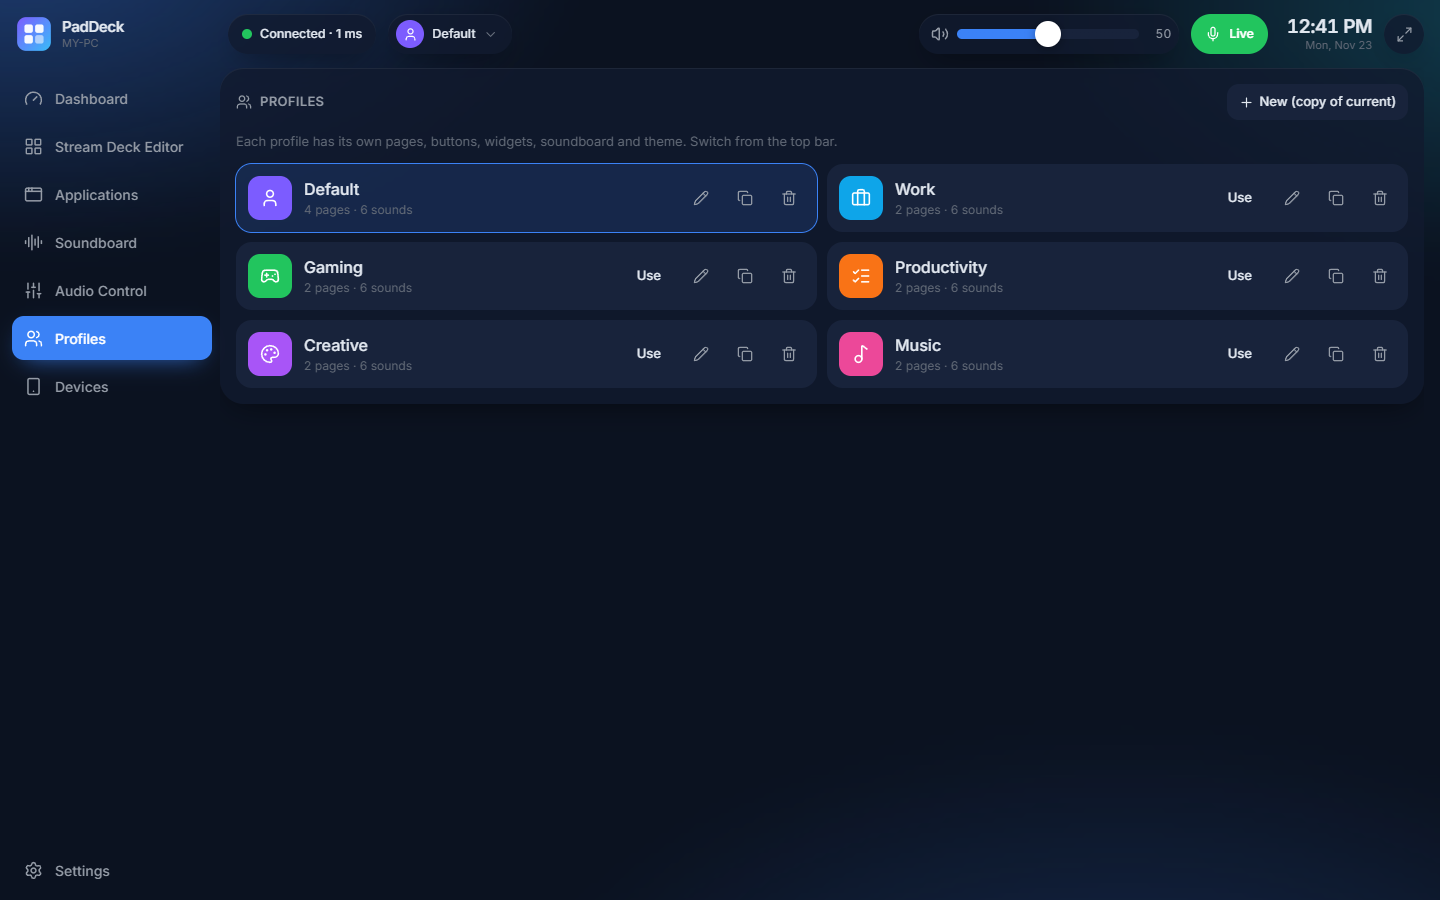 PadDeck
MY-PC
Connected · 1 ms
Default
50
Live
12:41 PM
Mon, Nov 23
Dashboard
Stream Deck Editor
Applications
Soundboard
Audio Control
Profiles
Devices
Settings
PROFILES
New (copy of current)
Each profile has its own pages, buttons, widgets, soundboard and theme. Switch from the top bar.
Default
4 pages · 6 sounds
Work
2 pages · 6 sounds
Use
Gaming
2 pages · 6 sounds
Use
Productivity
2 pages · 6 sounds
Use
Creative
2 pages · 6 sounds
Use
Music
2 pages · 6 sounds
Use